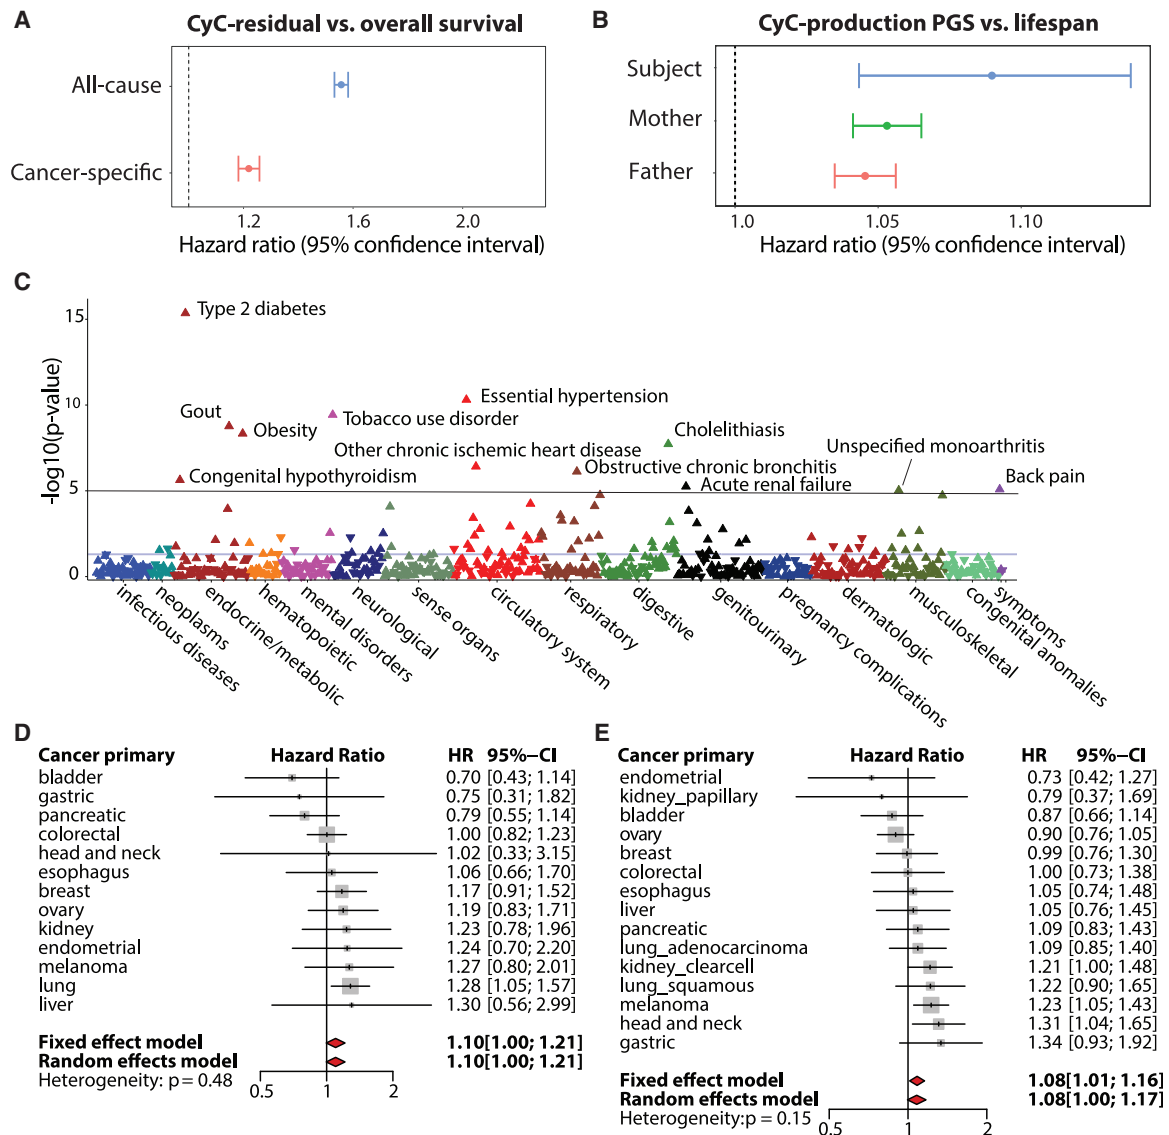 A
CyC-residual vs. overall survival
All-cause
Cancer-specific
1.2 1.6 2.0
Hazard ratio (95% confidence interval)
B
CyC-production PGS vs. lifespan
Subject
Mother
Father
1.0 1.05 1.10
Hazard ratio (95% confidence interval)
C
-log10(p-value)
15
10
5
0
Type 2 diabetes
Essential hypertension
Gout
Tobacco use disorder
Obesity
Cholelithiasis
Other chronic ischemic heart disease
Unspecified monoarthritis
Congenital hypothyroidism
Obstructive chronic bronchitis
Acute renal failure
Back pain
infectious diseases
neoplasms
endocrine/metabolic
hematopoietic
mental disorders
neurological
sense organs
circulatory system
respiratory
digestive
genitourinary
pregnancy complications
dermatologic
musculoskeletal
congenital anomalies
symptoms
D
Cancer primary Hazard Ratio HR 95%–CI
bladder 0.70 [0.43; 1.14]
gastric 0.75 [0.31; 1.82]
pancreatic 0.79 [0.55; 1.14]
colorectal 1.00 [0.82; 1.23]
head and neck 1.02 [0.33; 3.15]
esophagus 1.06 [0.66; 1.70]
breast 1.17 [0.91; 1.52]
ovary 1.19 [0.83; 1.71]
kidney 1.23 [0.78; 1.96]
endometrial 1.24 [0.70; 2.20]
melanoma 1.27 [0.80; 2.01]
lung 1.28 [1.05; 1.57]
liver 1.30 [0.56; 2.99]
Fixed effect model 1.10[1.00; 1.21]
Random effects model 1.10[1.00; 1.21]
Heterogeneity: p = 0.48
0.5 1 2
E
Cancer primary Hazard Ratio HR 95%–CI
endometrial 0.73 [0.42; 1.27]
kidney_papillary 0.79 [0.37; 1.69]
bladder 0.87 [0.66; 1.14]
ovary 0.90 [0.76; 1.05]
breast 0.99 [0.76; 1.30]
colorectal 1.00 [0.73; 1.38]
esophagus 1.05 [0.74; 1.48]
liver 1.05 [0.76; 1.45]
pancreatic 1.09 [0.83; 1.43]
lung_adenocarcinoma 1.09 [0.85; 1.40]
kidney_clearcell 1.21 [1.00; 1.48]
lung_squamous 1.22 [0.90; 1.65]
melanoma 1.23 [1.05; 1.43]
head and neck 1.31 [1.04; 1.65]
gastric 1.34 [0.93; 1.92]
Fixed effect model 1.08[1.01; 1.16]
Random effects model 1.08[1.00; 1.17]
Heterogeneity:p = 0.15
0.5 1 2